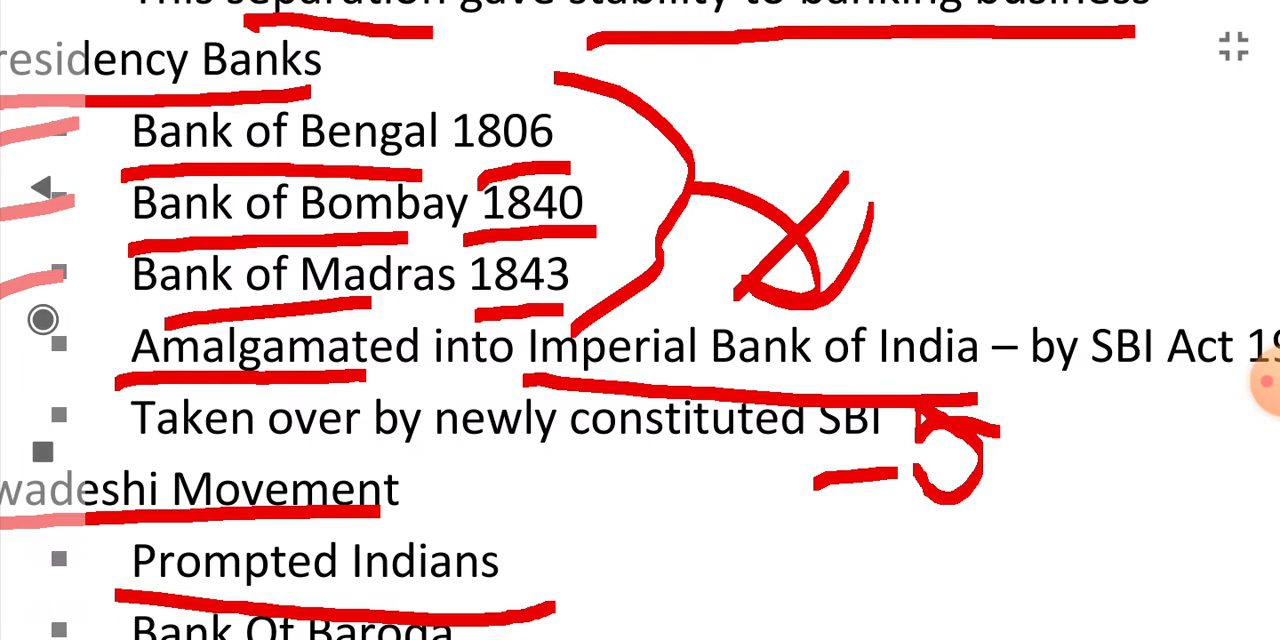 This separation gave stability to banking business
residency Banks
Bank of Bengal 1806
Bank of Bombay 1840
Bank of Madras 1843
Amalgamated into Imperial Bank of India – by SBI Act 19
Taken over by newly constituted SBI
wadeshi Movement
Prompted Indians
Bank Of Baroda